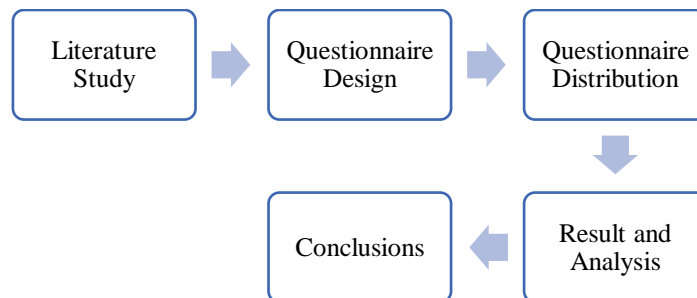 Literature
Study
Questionnaire
Design
Questionnaire
Distribution
Result and
Analysis
Conclusions